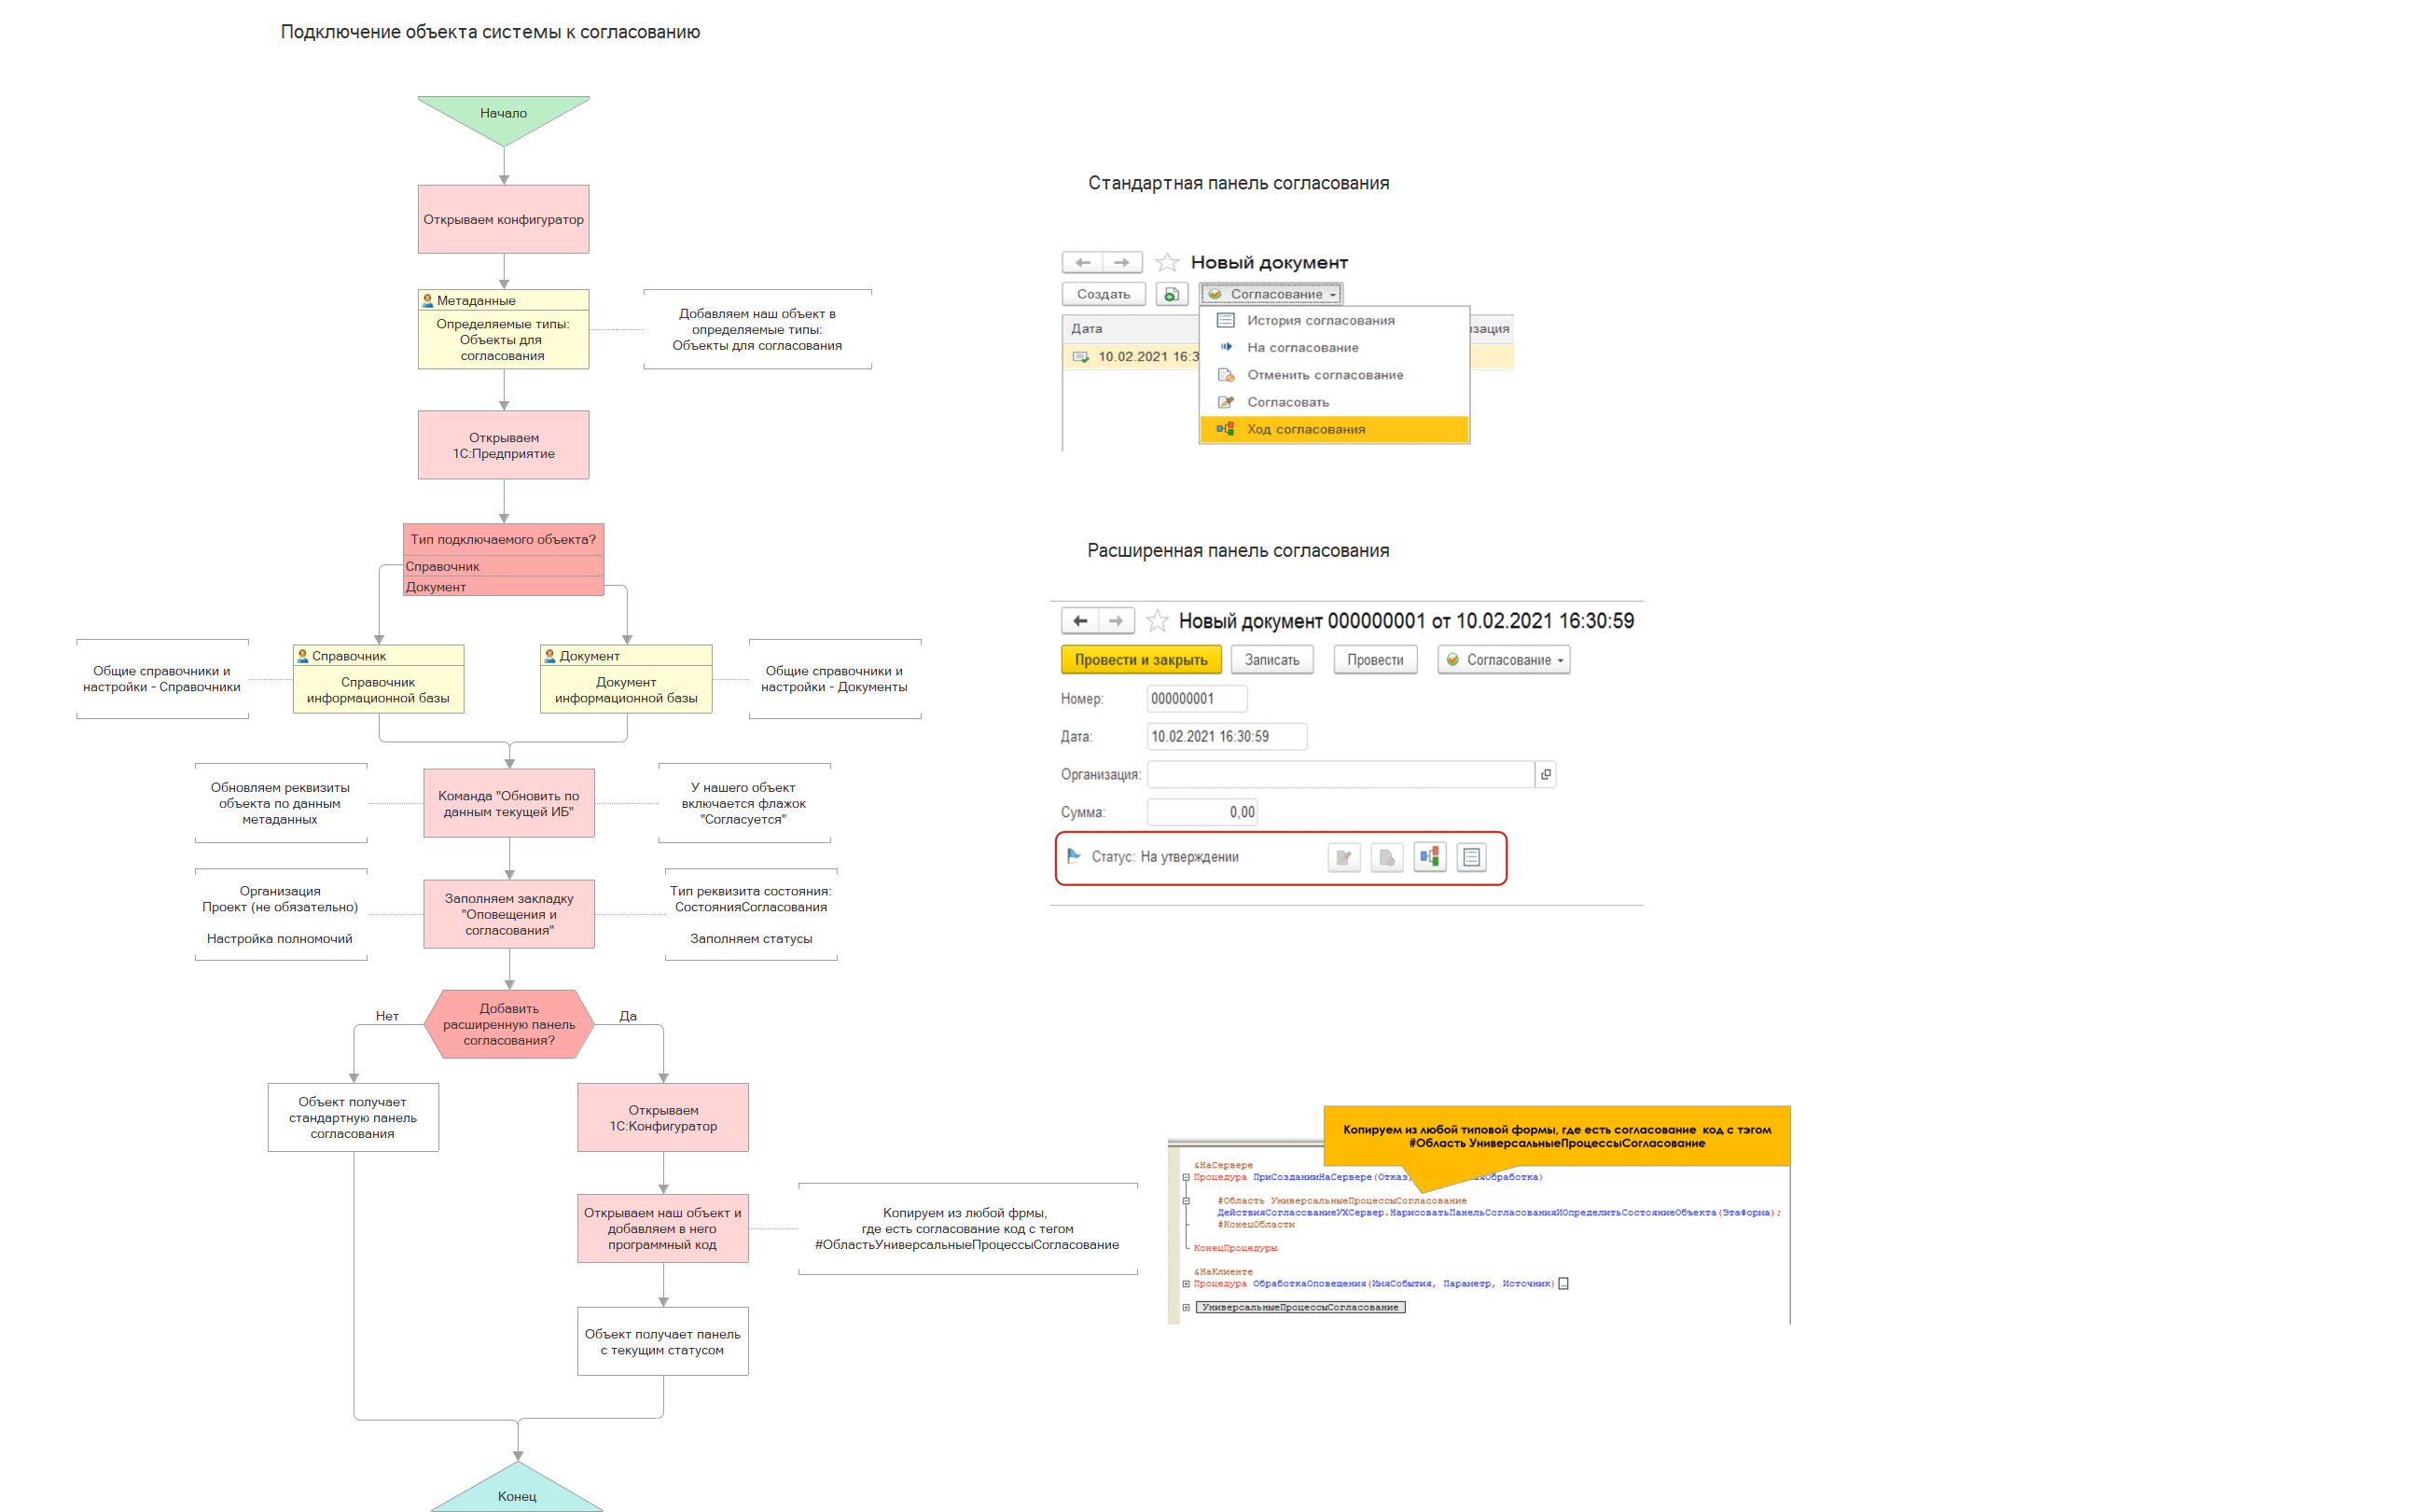 Подключение объекта системы к согласованию
Начало
Открываем конфигуратор
Метаданные
Определяемые типы:
Объекты для
согласования
Добавляем наш объект в
определяемые типы:
Объекты для согласования
Открываем
1С:Предприятие
Тип подключаемого объекта?
Справочник
Документ
Общие справочники и
настройки - Справочники
Справочник
Справочник
информационной базы
Документ
Документ
информационной базы
Общие справочники и
настройки - Документы
Обновляем реквизиты
объекта по данным
метаданных
Команда "Обновить по
данным текущей ИБ"
У нашего объект
включается флажок
"Согласуется"
Организация
Проект (не обязательно)
Настройка полномочий
Заполняем закладку
"Оповещения и
согласования"
Тип реквизита состояния:
СостоянияСогласования
Заполняем статусы
Добавить
расширенную панель
согласования?
Нет
Да
Объект получает
стандартную панель
согласования
Открываем
1С:Конфигуратор
Открываем наш объект и
добавляем в него
программный код
Копируем из любой фрмы,
где есть согласование код с тегом
#ОбластьУниверсальныеПроцессыСогласование
Объект получает панель
с текущим статусом
Конец
Стандартная панель согласования
Новый документ
Создать
Согласование
Дата
изация
10.02.2021 16:3
История согласования
На согласование
Отменить согласование
Согласовать
Ход согласования
Расширенная панель согласования
Новый документ 000000001 от 10.02.2021 16:30:59
Провести и закрыть
Записать
Провести
Согласование
Номер:
000000001
Дата:
10.02.2021 16:30:59
Организация:
Сумма:
0,00
Статус: На утверждении
Копируем из любой типовой формы, где есть согласование код с тэгом
#Область УниверсальныеПроцессыСогласование
&НаСервере
Процедура ПриСозданииНаСервере(Отказ, яОбработка)
#Область УниверсальныеПроцессыСогласование
ДействияСогласованиеУХСервер.НарисоватьПанельСогласованияИОпределитьСостояниеОбъекта(ЭтаФорма);
#КонецОбласти
КонецПроцедуры
&НаКлиенте
Процедура ОбработкаОповещения(ИмяСобытия, Параметр, Источник) ...
УниверсальныеПроцессыСогласование